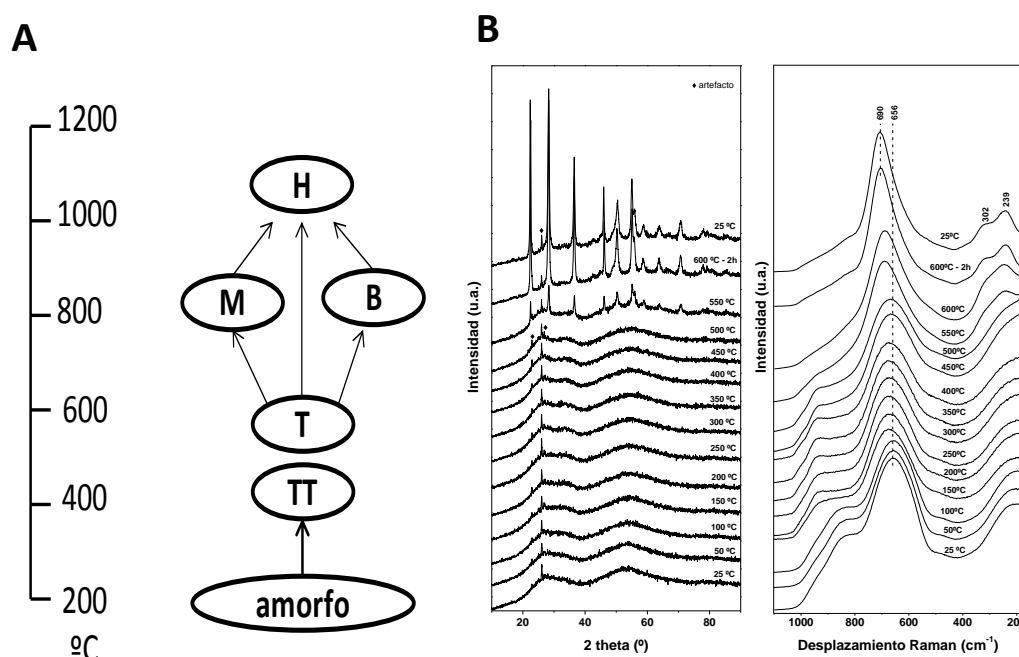 A
1200
1000
800
600
400
200
ºC
H
M
B
T
TT
amorfo
B
♦ artefacto
25 ºC
600 ºC - 2h
550 ºC
500 ºC
450 ºC
400 ºC
350 ºC
300 ºC
250 ºC
200 ºC
150 ºC
100 ºC
50 ºC
25 ºC
Intensidad (u.a.)
20 40 60 80
2 theta (º)
690
656
302
239
25ºC
600ºC - 2h
600ºC
550ºC
500ºC
450ºC
400ºC
350ºC
300ºC
250ºC
200ºC
150ºC
100ºC
50ºC
25 ºC
Intensidad (u.a.)
1000 800 600 400
Desplazamiento Raman (cm⁻¹)